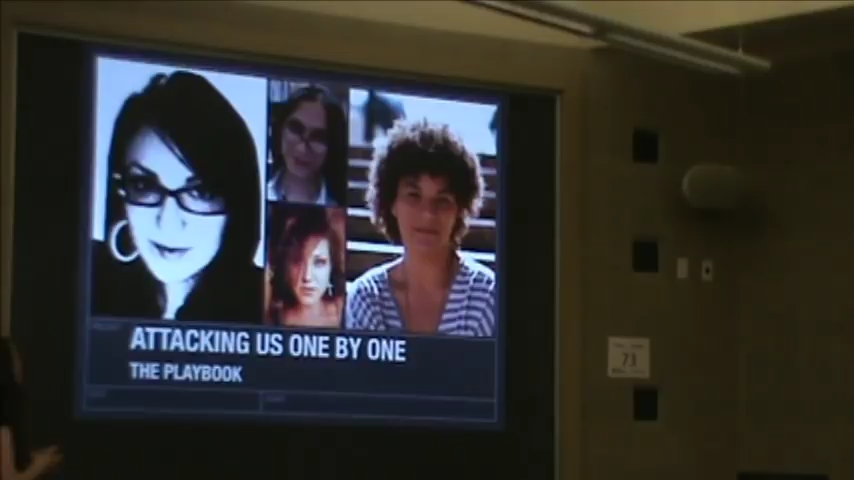 ATTACKING US ONE BY ONE
THE PLAYBOOK
73